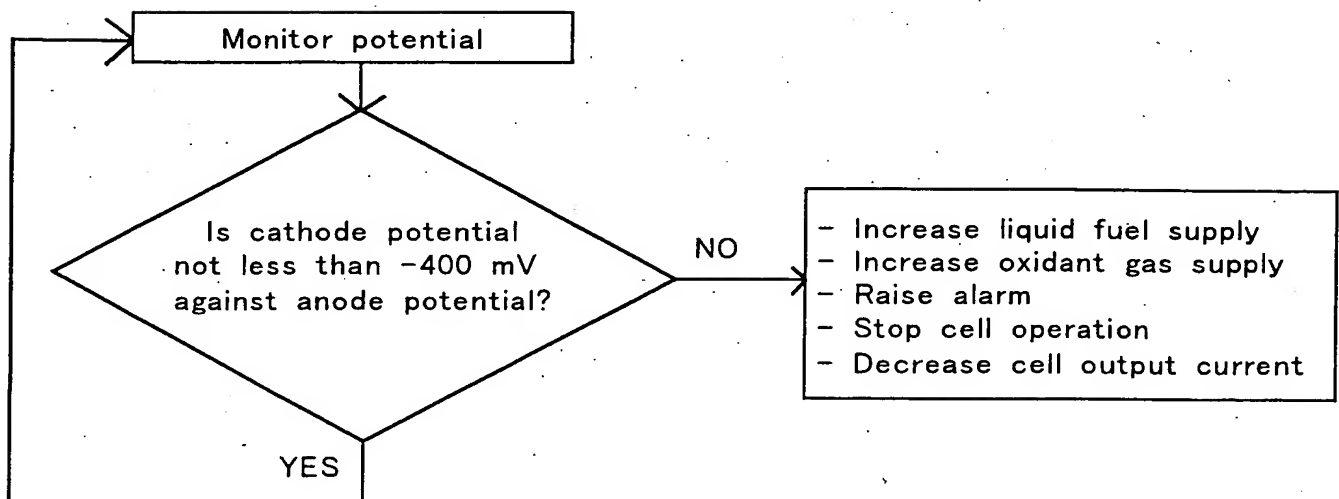 Monitor potential
Is cathode potential
not less than -400 mV
against anode potential?
NO
- Increase liquid fuel supply
- Increase oxidant gas supply
- Raise alarm
- Stop cell operation
- Decrease cell output current
YES